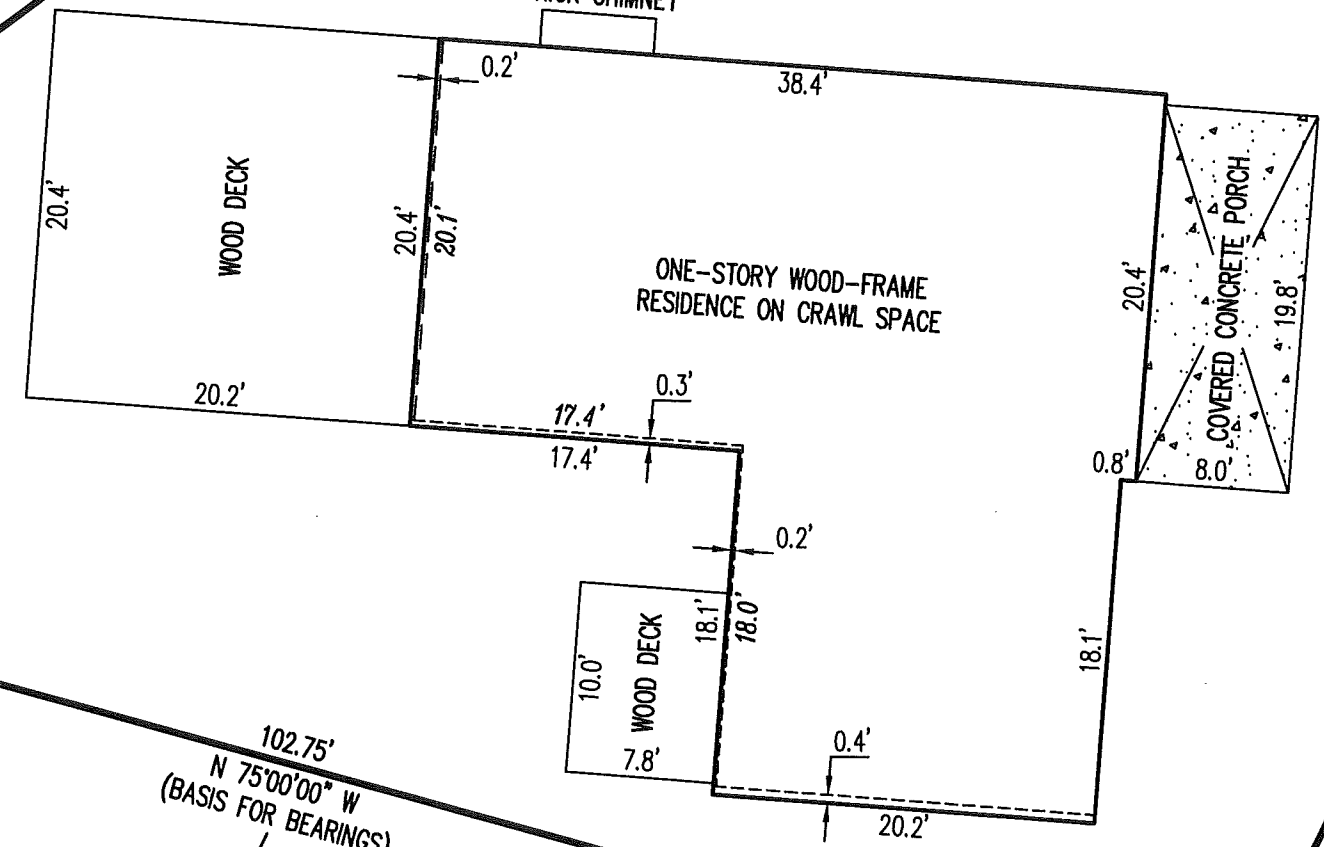 CHIMNEY
0.2'
38.4'
20.4'
WOOD DECK
20.4'
20.1'
ONE-STORY WOOD-FRAME
RESIDENCE ON CRAWL SPACE
20.4'
COVERED CONCRETE PORCH
19.8'
20.2'
0.3'
17.4'
17.4'
0.8'
8.0'
0.2'
10.0'
WOOD DECK
18.1'
18.0'
18.1'
7.8'
0.4'
20.2'
102.75'
N 75°00'00" W
(BASIS FOR BEARINGS)